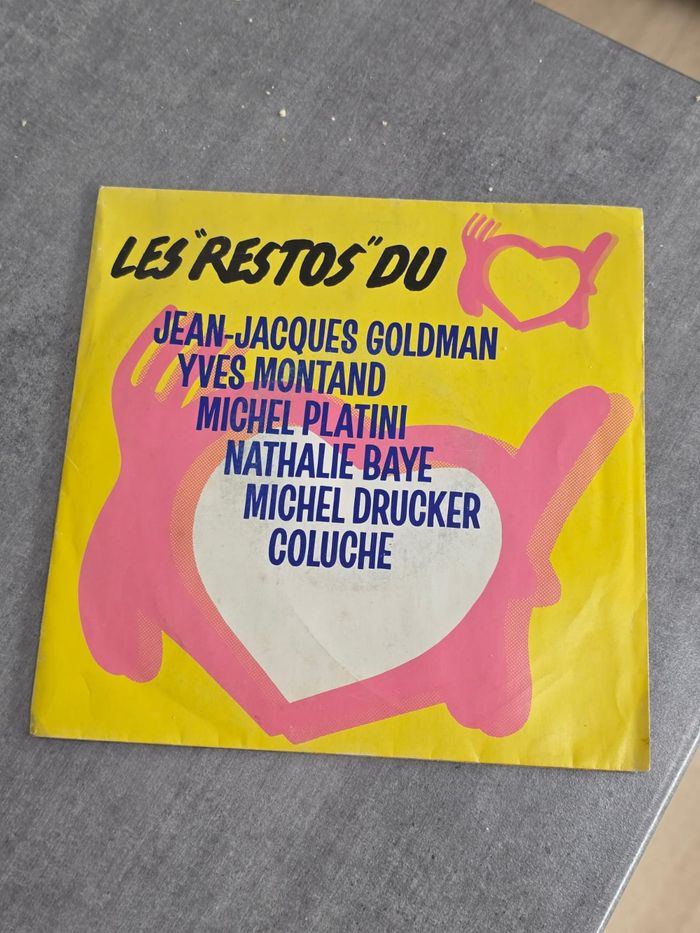 LES "RESTOS" DU
JEAN-JACQUES GOLDMAN
YVES MONTAND
MICHEL PLATINI
NATHALIE BAYE
MICHEL DRUCKER
COLUCHE